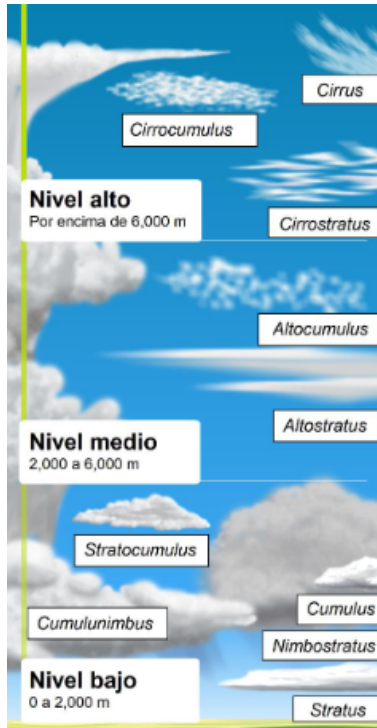 Cirrus
Cirrocumulus
Nivel alto
Por encima de 6,000 m
Cirrostratus
Altocumulus
Altostratus
Nivel medio
2,000 a 6,000 m
Stratocumulus
Cumulus
Cumulunimbus
Nimbostratus
Nivel bajo
0 a 2,000 m
Stratus